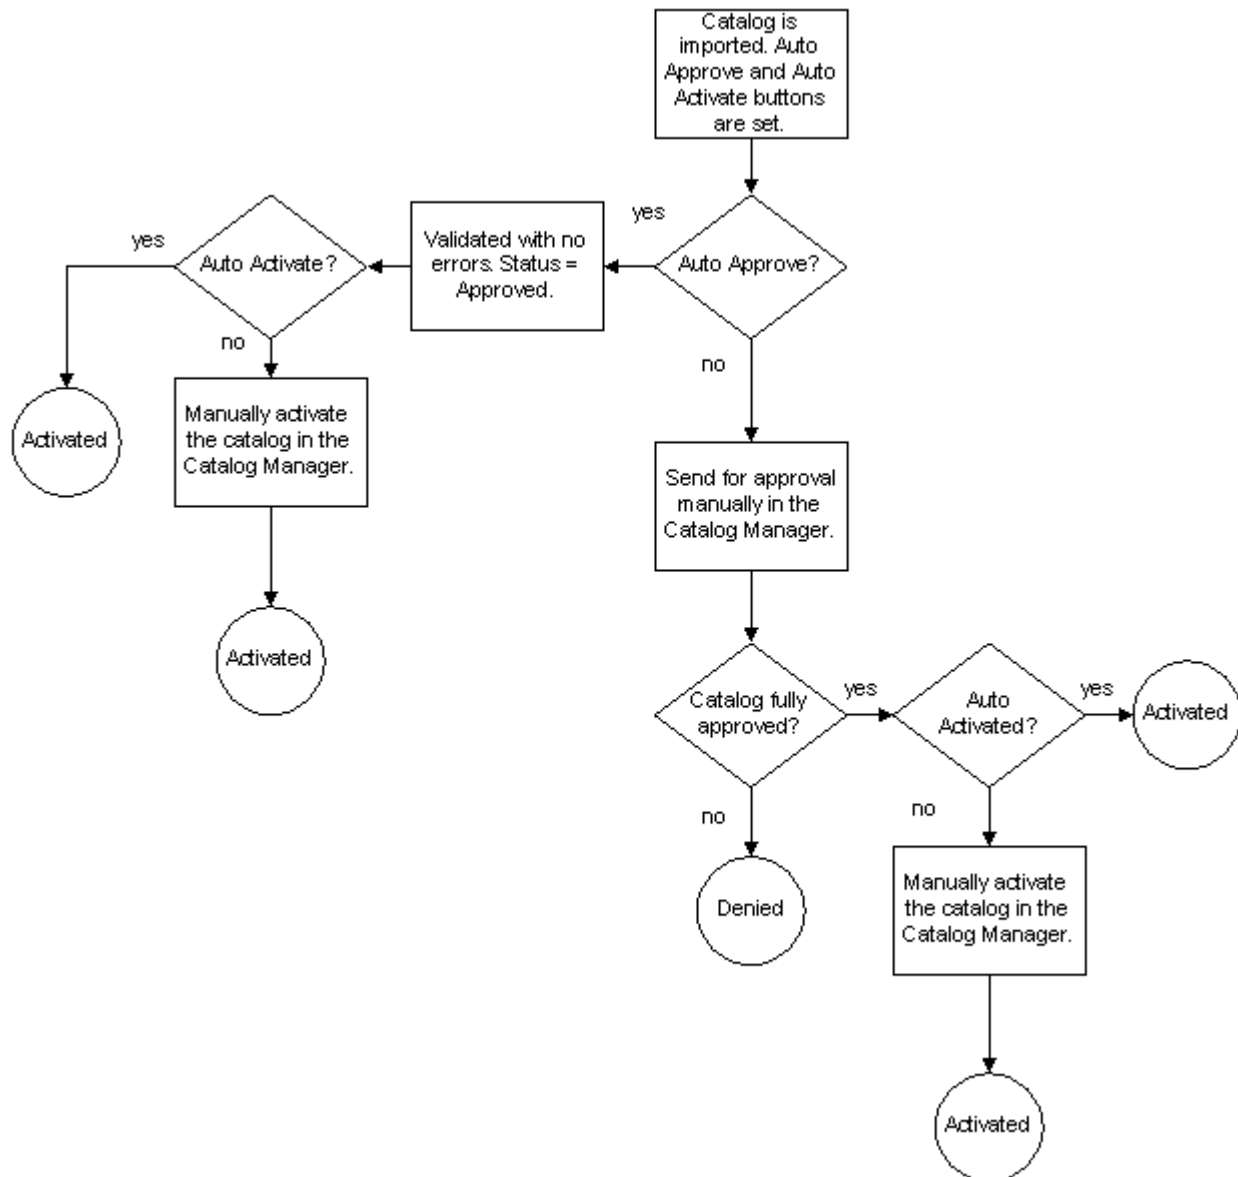 Catalog is
imported. Auto
Approve and Auto
Activate buttons
are set.
yes
yes
Auto Activate?
Validated with no
errors. Status =
Approved.
Auto Approve?
no
no
Activated
Manually activate
the catalog in the
Catalog Manager.
Send for approval
manually in the
Catalog Manager.
Activated
Catalog fully
approved?
yes
Auto
Activated?
yes
Activated
no
no
Denied
Manually activate
the catalog in the
Catalog Manager.
Activated